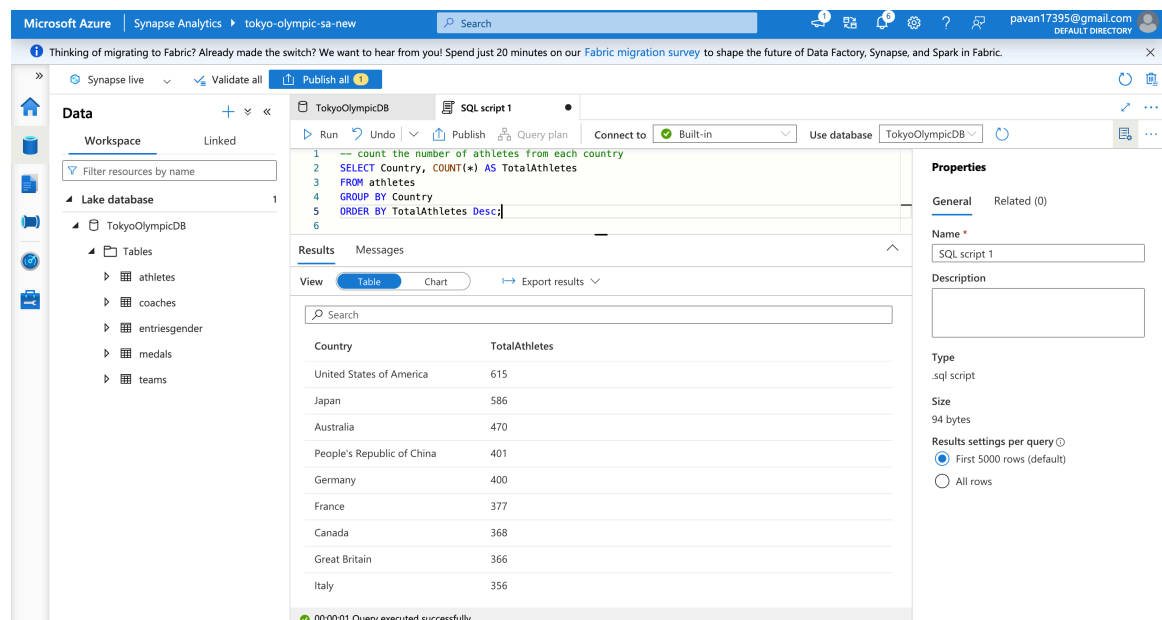 Microsoft Azure Synapse Analytics tokyo-olympic-sa-new Search 1 6 pavan17395@gmail.com
DEFAULT DIRECTORY
Thinking of migrating to Fabric? Already made the switch? We want to hear from you! Spend just 20 minutes on our Fabric migration survey to shape the future of Data Factory, Synapse, and Spark in Fabric.
Synapse live Validate all Publish all 1
Data
Workspace Linked
Filter resources by name
Lake database 1
TokyoOlympicDB
Tables
athletes
coaches
entriesgender
medals
teams
TokyoOlympicDB SQL script 1
Run Undo Publish Query plan Connect to Built-in Use database TokyoOlympicDB
1 -- count the number of athletes from each country
2 SELECT Country, COUNT(*) AS TotalAthletes
3 FROM athletes
4 GROUP BY Country
5 ORDER BY TotalAthletes Desc;
6
Results Messages
View Table Chart Export results
Search
Country TotalAthletes
United States of America 615
Japan 586
Australia 470
People's Republic of China 401
Germany 400
France 377
Canada 368
Great Britain 366
Italy 356
00:00:01 Query executed successfully
Properties
General Related (0)
Name *
SQL script 1
Description
Type
.sql script
Size
94 bytes
Results settings per query
First 5000 rows (default)
All rows